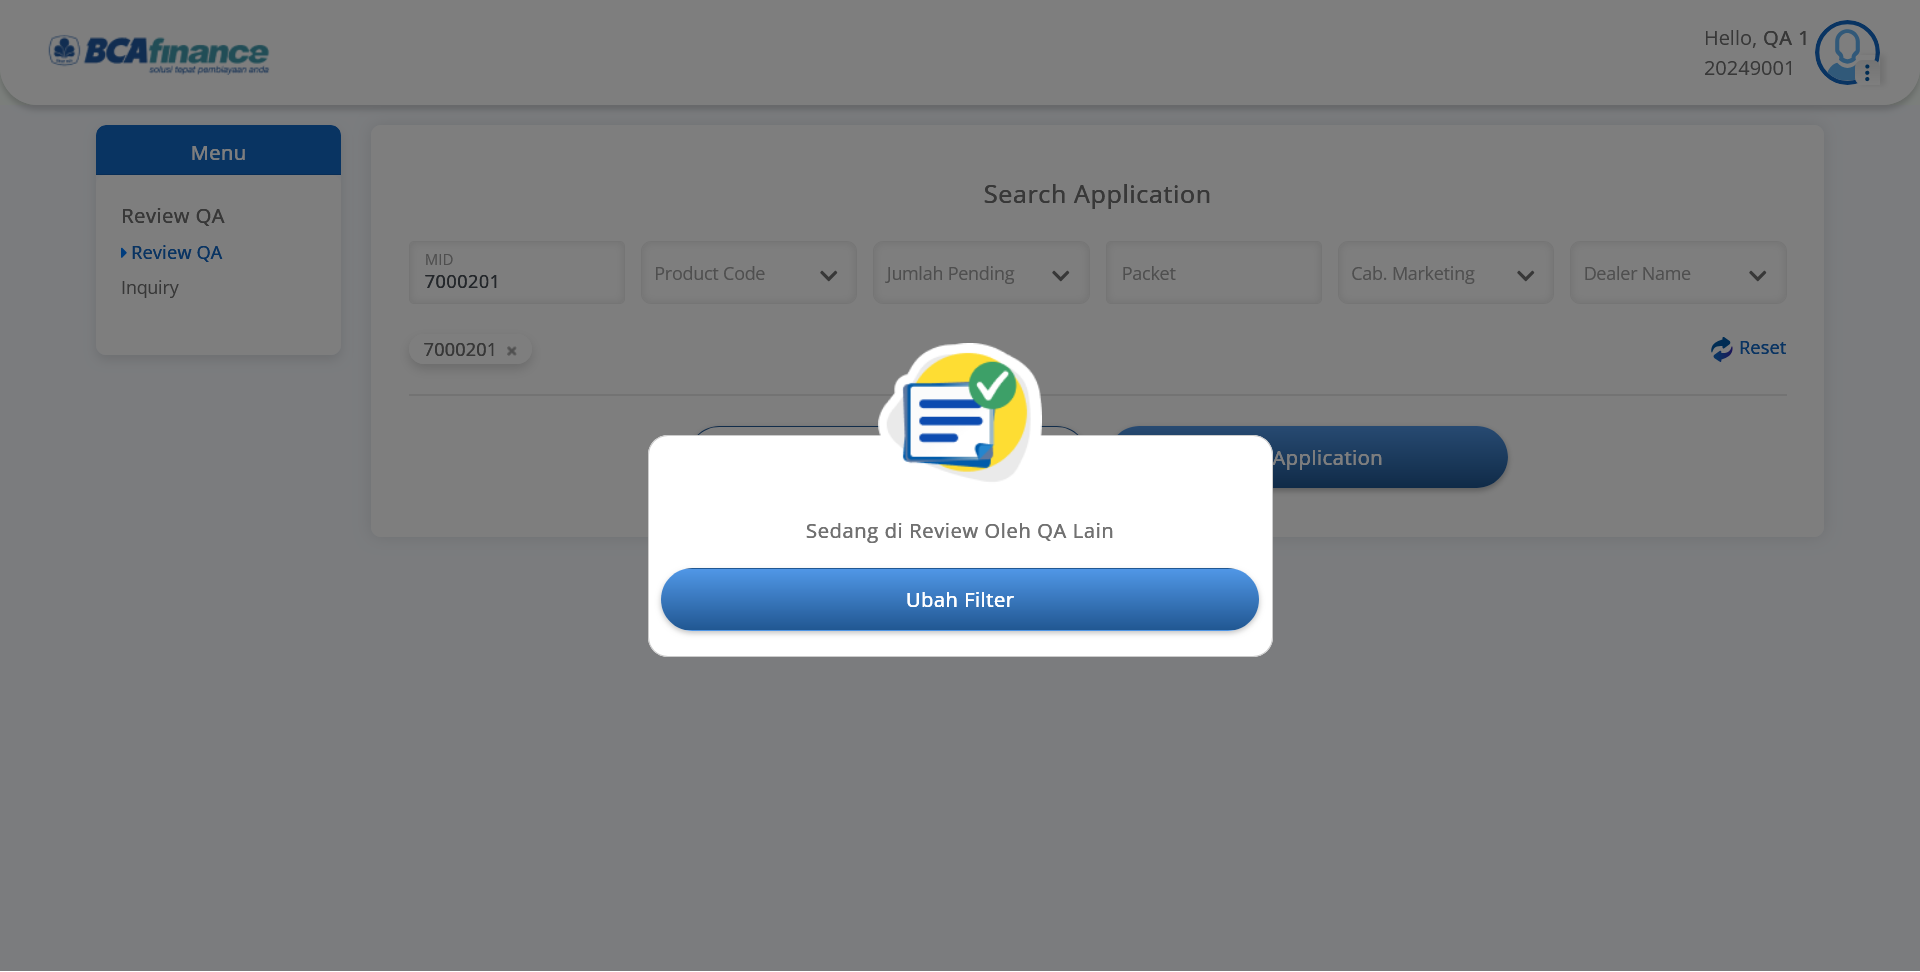 BCAfinance
solusi tepat pembiayaan anda
Hello, QA 1
20249001
Menu
Review QA
Review QA
Inquiry
Search Application
MID
7000201
Product Code
Jumlah Pending
Packet
Cab. Marketing
Dealer Name
7000201
Reset
Application
Sedang di Review Oleh QA Lain
Ubah Filter